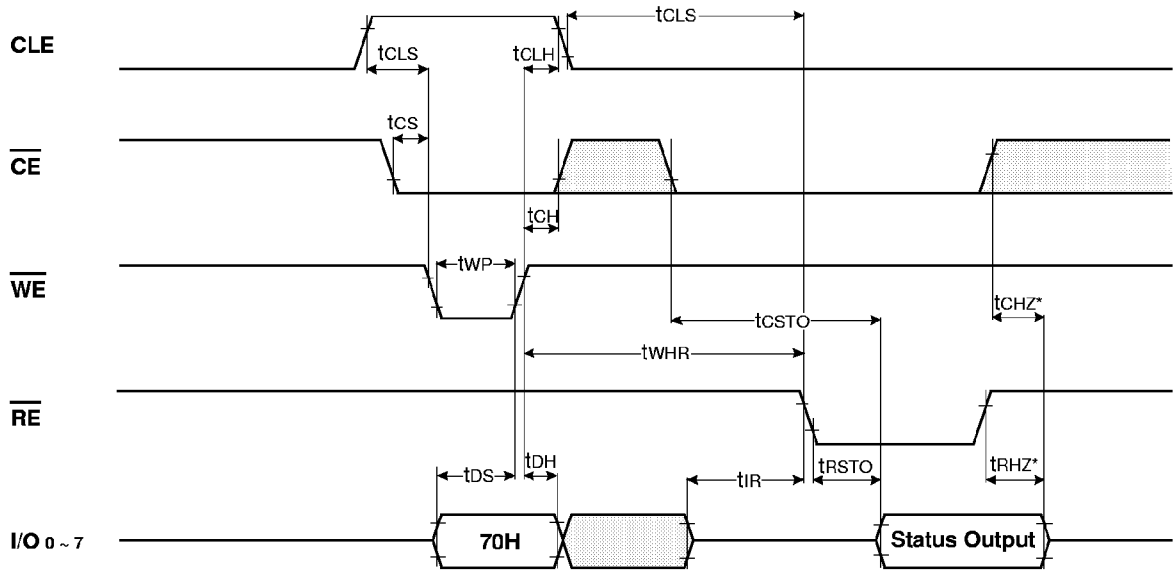 CLE
tCLS
tCLH
tCLS
CE
tCS
tCH
WE
tWP
tCSTO
tCHZ*
tWHR
RE
tDS
tDH
tIR
tRSTO
tRHZ*
I/O 0 ~ 7
70H
Status Output